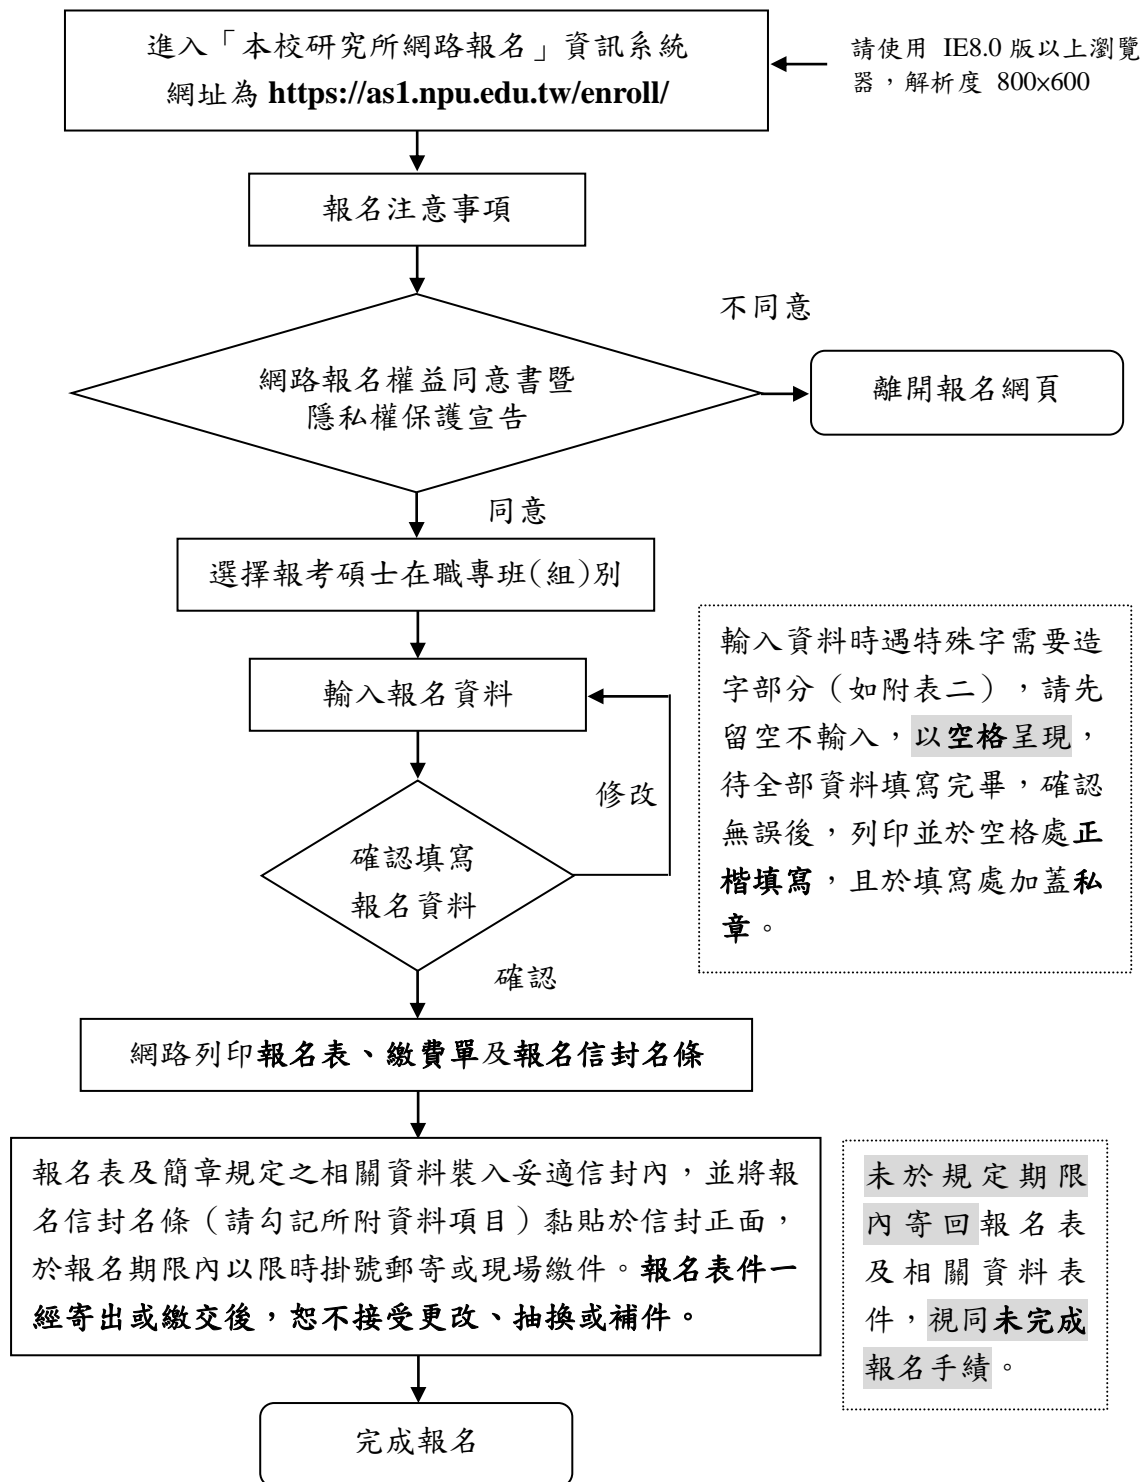 進入「本校研究所網路報名」資訊系統
網址為 https://as1.npu.edu.tw/enroll/
請使用 IE8.0 版以上瀏覽
器，解析度 800×600
報名注意事項
不同意
網路報名權益同意書暨
隱私權保護宣告
離開報名網頁
同意
選擇報考碩士在職專班(組)別
輸入報名資料
輸入資料時遇特殊字需要造
字部分（如附表二），請先
留空不輸入，以空格呈現，
待全部資料填寫完畢，確認
無誤後，列印並於空格處正
楷填寫，且於填寫處加蓋私
章。
修改
確認填寫
報名資料
確認
網路列印報名表、繳費單及報名信封名條
報名表及簡章規定之相關資料裝入妥適信封內，並將報
名信封名條（請勾記所附資料項目）黏貼於信封正面，
於報名期限內以限時掛號郵寄或現場繳件。報名表件一
經寄出或繳交後，恕不接受更改、抽換或補件。
未於規定期限
內寄回報名表
及相關資料表
件，視同未完成
報名手續。
完成報名